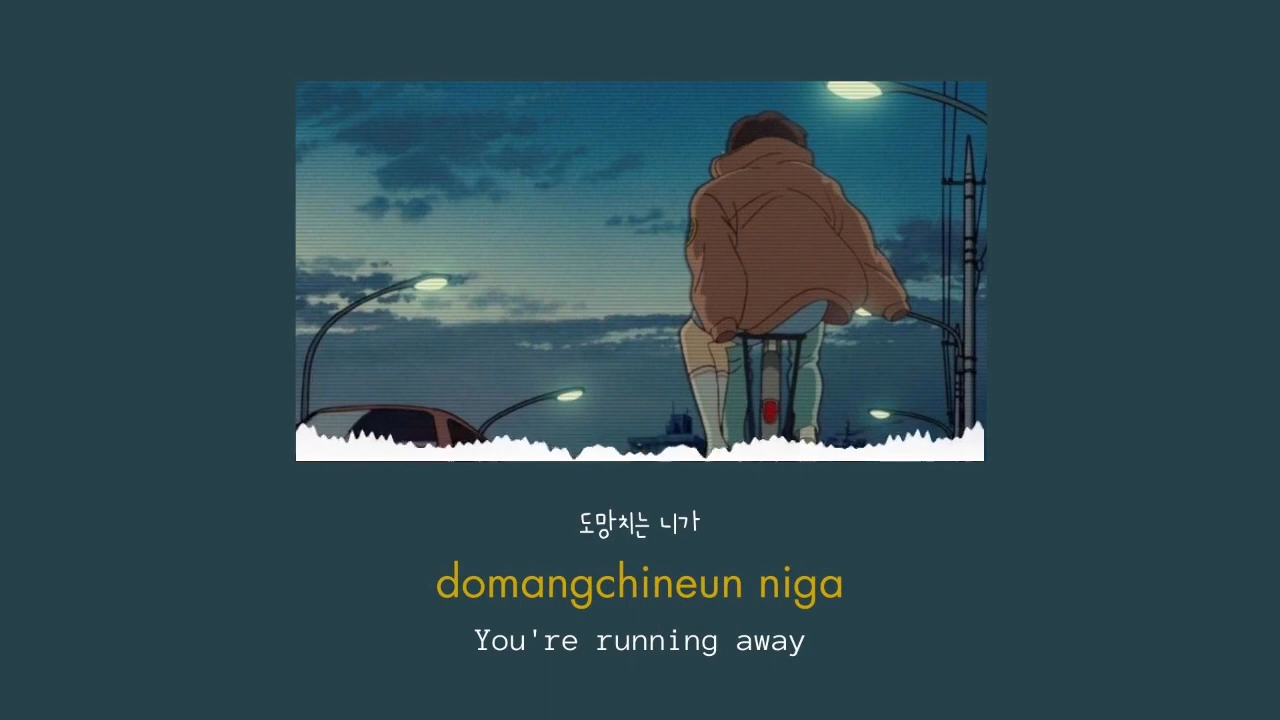 도망치는 니가
domangchineun niga
You're running away